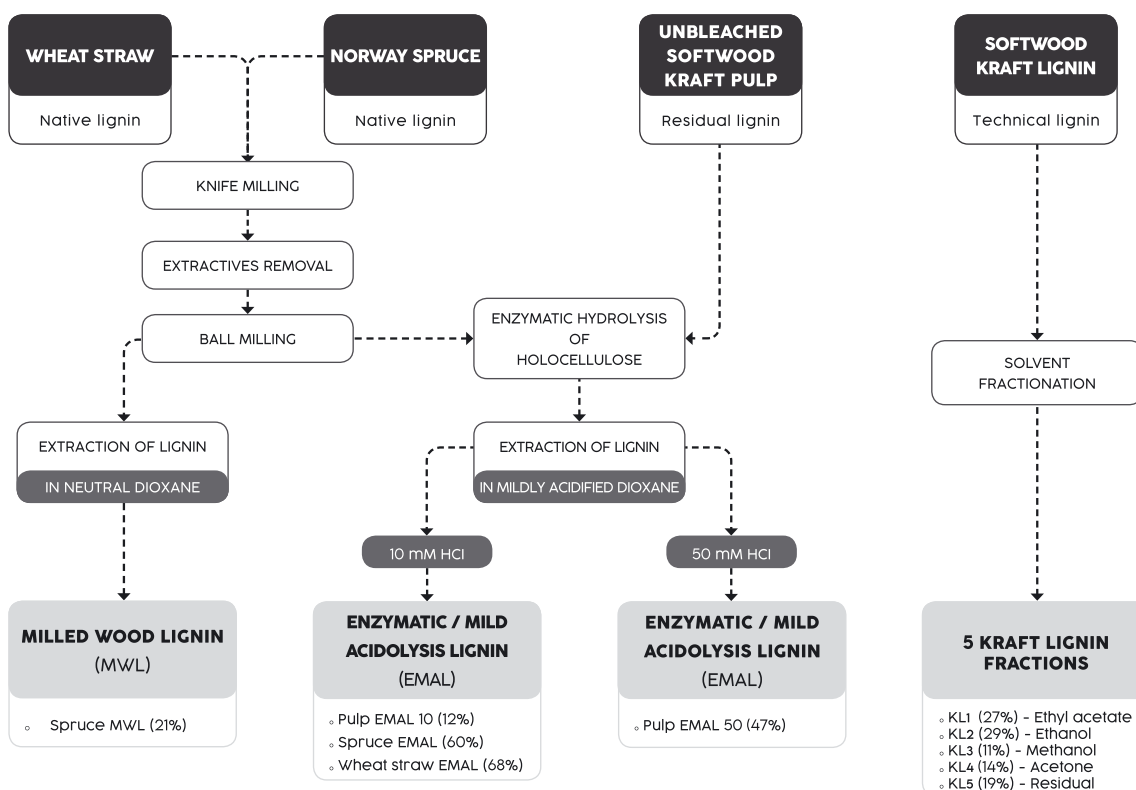 WHEAT STRAW
Native lignin
NORWAY SPRUCE
Native lignin
UNBLEACHED
SOFTWOOD
KRAFT PULP
Residual lignin
SOFTWOOD
KRAFT LIGNIN
Technical lignin
KNIFE MILLING
EXTRACTIVES REMOVAL
BALL MILLING
ENZYMATIC HYDROLYSIS
OF
HOLOCELLULOSE
SOLVENT
FRACTIONATION
EXTRACTION OF LIGNIN
IN NEUTRAL DIOXANE
EXTRACTION OF LIGNIN
IN MILDLY ACIDIFIED DIOXANE
10 mM HCl
50 mM HCl
MILLED WOOD LIGNIN
(MWL)
Spruce MWL (21%)
ENZYMATIC / MILD
ACIDOLYSIS LIGNIN
(EMAL)
Pulp EMAL 10 (12%)
Spruce EMAL (60%)
Wheat straw EMAL (68%)
ENZYMATIC / MILD
ACIDOLYSIS LIGNIN
(EMAL)
Pulp EMAL 50 (47%)
5 KRAFT LIGNIN
FRACTIONS
KL1 (27%) - Ethyl acetate
KL2 (29%) - Ethanol
KL3 (11%) - Methanol
KL4 (14%) - Acetone
KL5 (19%) - Residual